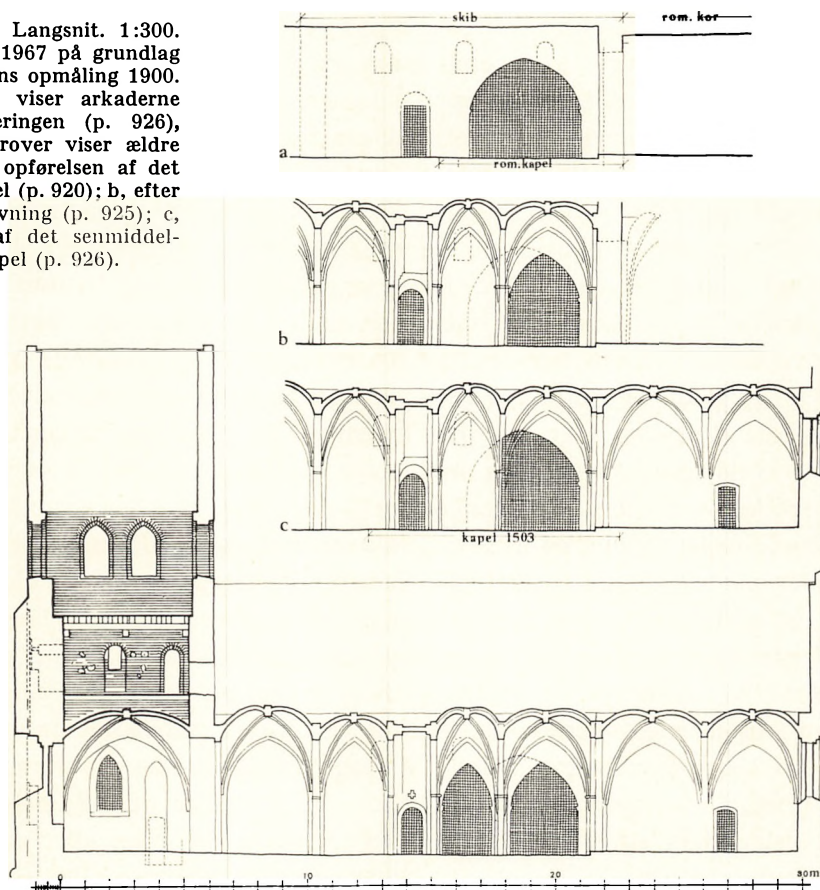 Langsnit. 1:300.
1967 på grundlag
ns opmåling 1900.
viser arkaderne
eringen (p. 926),
rover viser ældre
opførelsen af det
el (p. 920); b, efter
vning (p. 925); c,
af det senmiddel-
pel (p. 926).
skib
rom. kor
a
rom. kapel
b
c
kapel 1503
0 10 20 30m